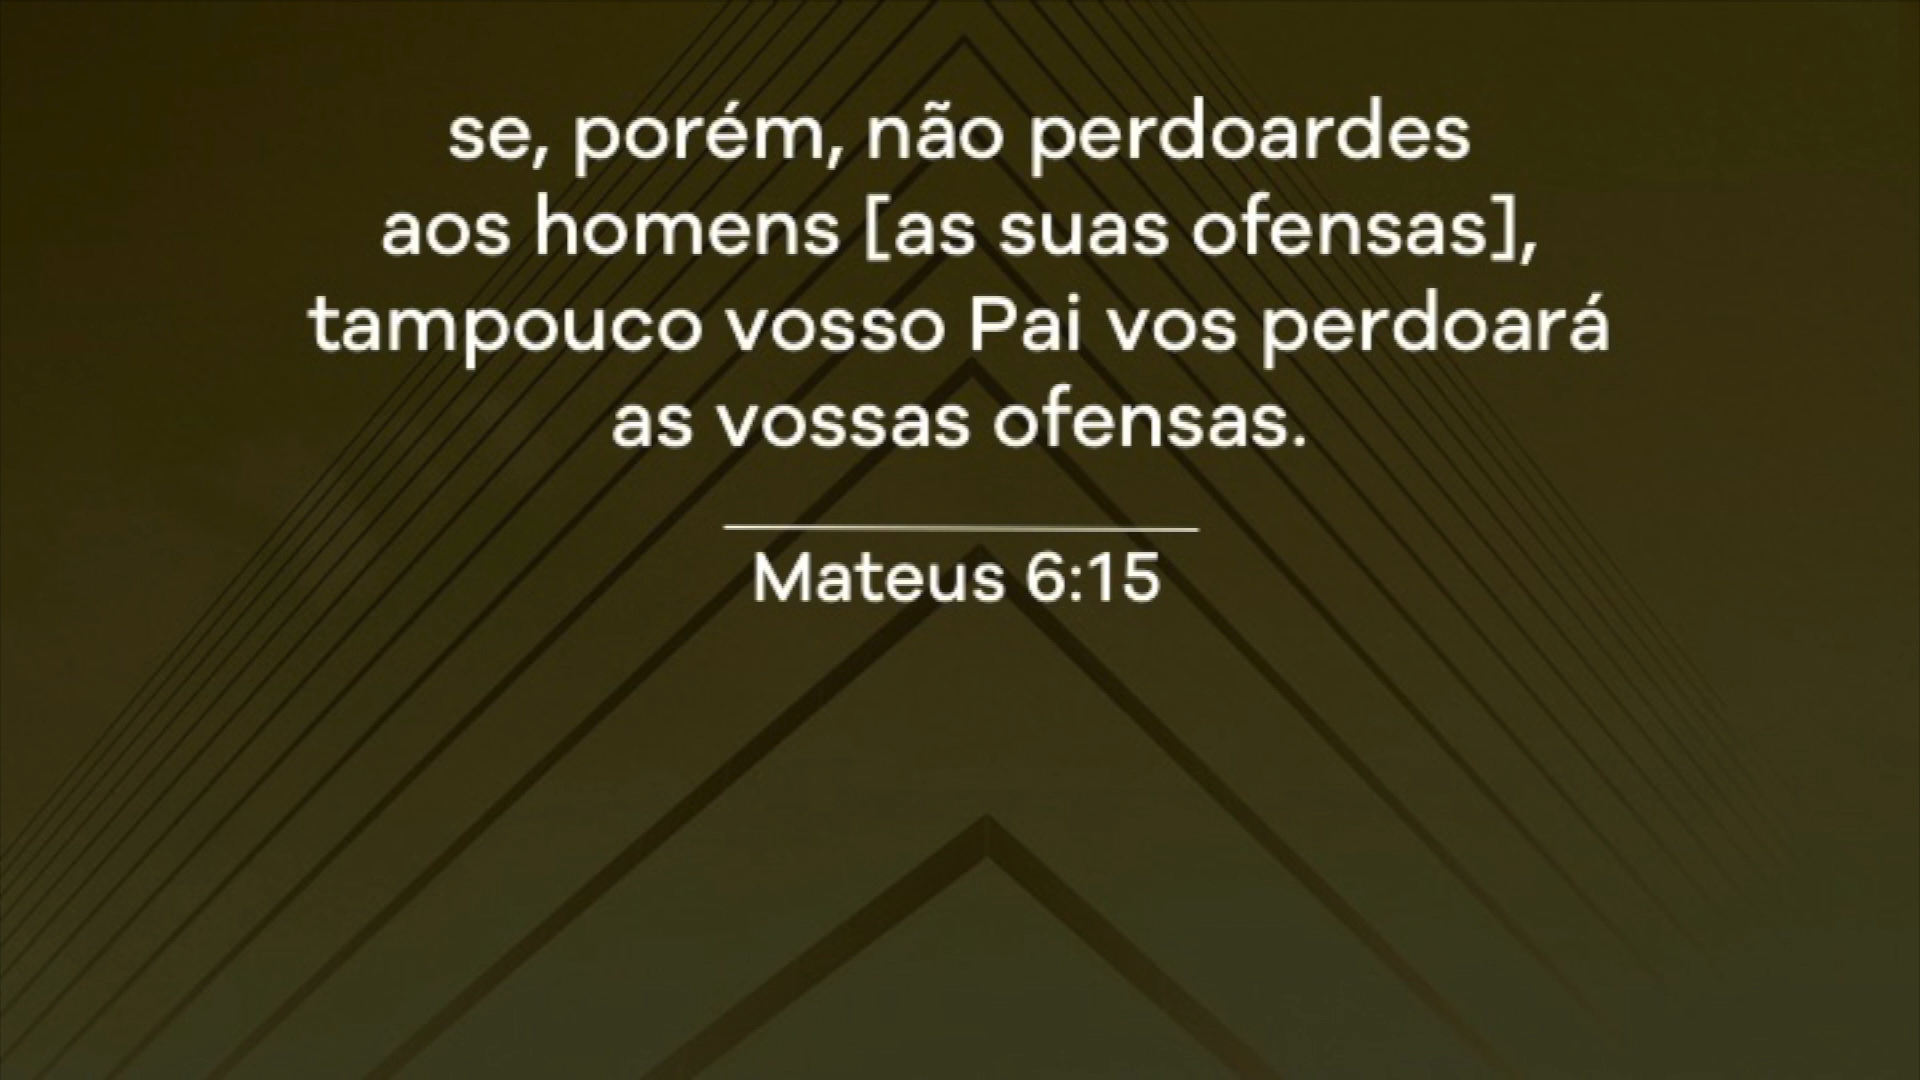 se, porém, não perdoardes
aos homens [as suas ofensas],
tampouco vosso Pai vos perdoará
as vossas ofensas.
Mateus 6:15